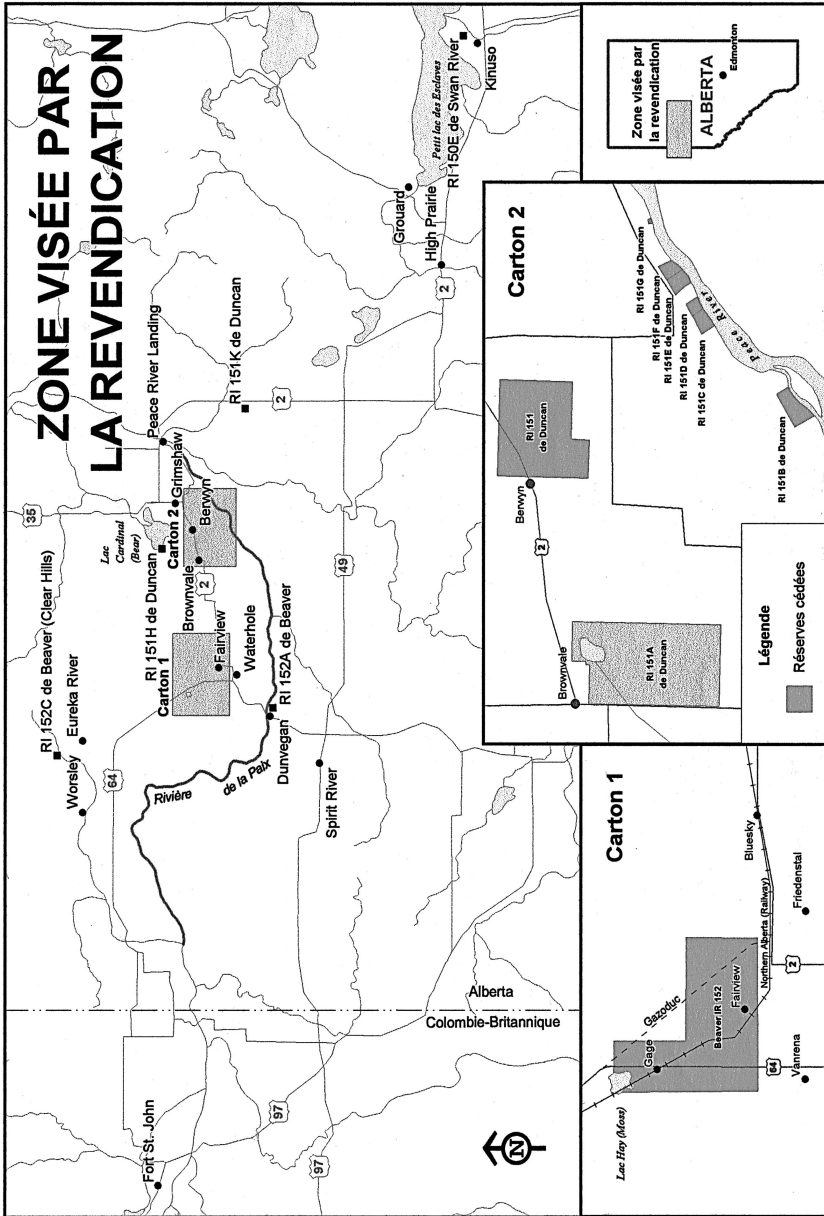 ZONE VISÉE PAR
LA REVENDICATION
RI 152C de Beaver (Clear Hills)
Worsley
Eureka River
35
64
Lac
Cardinal
(Bear)
Peace River Landing
Grimshaw
RI 151H de Duncan
Carton 1
Carton 2
Brownvale
Berwyn
2
Fairview
Waterhole
RI 151K de Duncan
2
Rivière
de la Paix
Dunvegan
RI 152A de Beaver
Spirit River
49
Fort St. John
97
97
Alberta
Colombie-Britannique
Grouard
High Prairie
2
Petit lac des Esclaves
RI 150E de Swan River
Kinuso
N
Carton 1
Lac Hay (Moss)
Gage
Gazoduc
Beaver IR 152
Fairview
Northern Alberta (Railway)
Bluesky
64
2
Vanrena
Friedenstal
Carton 2
Brownvale
2
Berwyn
RI 151
de Duncan
RI 151A
de Duncan
RI 151G de Duncan
RI 151F de Duncan
RI 151E de Duncan
RI 151D de Duncan
RI 151C de Duncan
RI 151B de Duncan
Peace River
Légende
Réserves cédées
Zone visée par
la revendication
ALBERTA
Edmonton